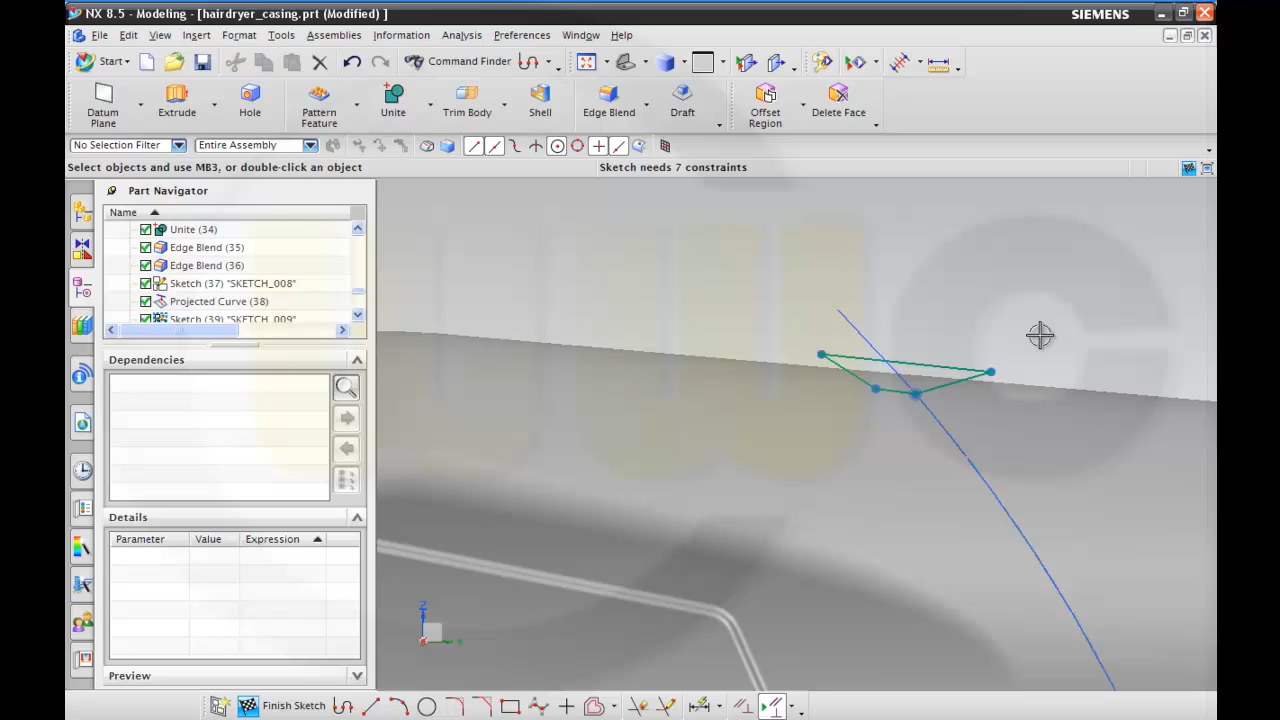 NX 8.5 - Modeling - [hairdryer_casing.prt (Modified) ]
SIEMENS
File Edit View Insert Format Tools Assemblies Information Analysis Preferences Window Help
Start Command Finder
Datum Plane Extrude Hole Pattern Feature Unite Trim Body Shell Edge Blend Draft Offset Region Delete Face
No Selection Filter Entire Assembly
Select objects and use MB3, or double-click an object Sketch needs 7 constraints
Part Navigator
Name
Unite (34)
Edge Blend (35)
Edge Blend (36)
Sketch (37) "SKETCH_008"
Projected Curve (38)
Sketch (39) "SKETCH_009"
Dependencies
Details
Parameter Value Expression
Z
Y
Preview
Finish Sketch